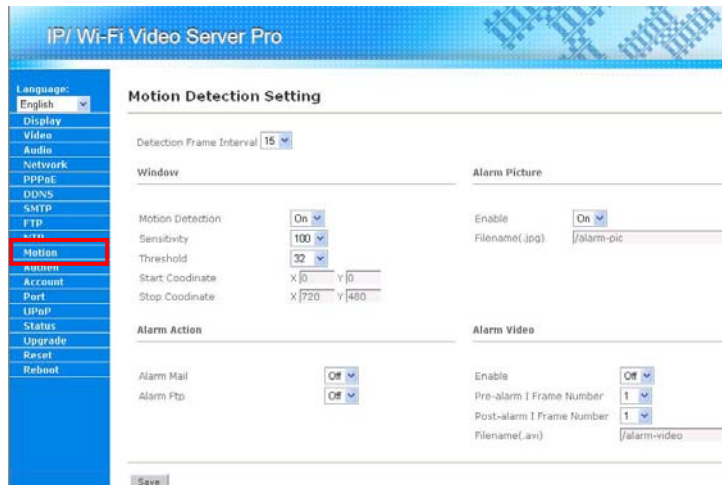 IP/ Wi-Fi Video Server Pro
Language:
English
Display
Video
Audio
Network
PPPoE
DDNS
SMTP
FTP
NTP
Motion
Authen
Account
Port
UPnP
Status
Upgrade
Reset
Reboot
Motion Detection Setting
Detection Frame Interval 15
Window
Motion Detection On
Sensitivity 100
Threshold 32
Start Coodinate X 0 Y 0
Stop Coodinate X 720 Y 480
Alarm Picture
Enable On
Filename(.jpg) /alarm-pic
Alarm Action
Alarm Mail Off
Alarm Ftp Off
Alarm Video
Enable Off
Pre-alarm I Frame Number 1
Post-alarm I Frame Number 1
Filename(.avi) /alarm-video
Save